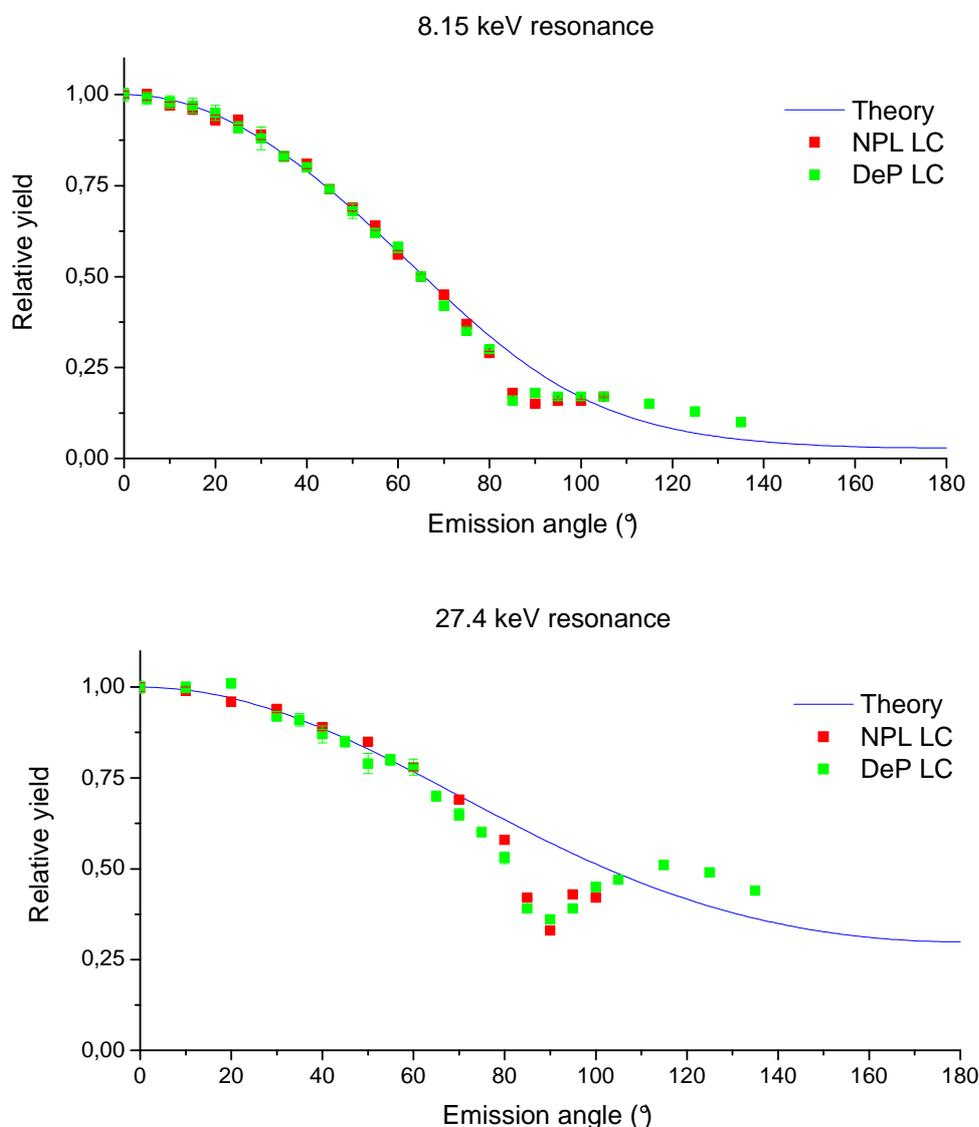 8.15 keV resonance
1,00
0,75
0,50
0,25
0,00
Relative yield
Theory
NPL LC
DeP LC
0 20 40 60 80 100 120 140 160 180
Emission angle (°)
27.4 keV resonance
1,00
0,75
0,50
0,25
0,00
Relative yield
Theory
NPL LC
DeP LC
0 20 40 60 80 100 120 140 160 180
Emission angle (°)